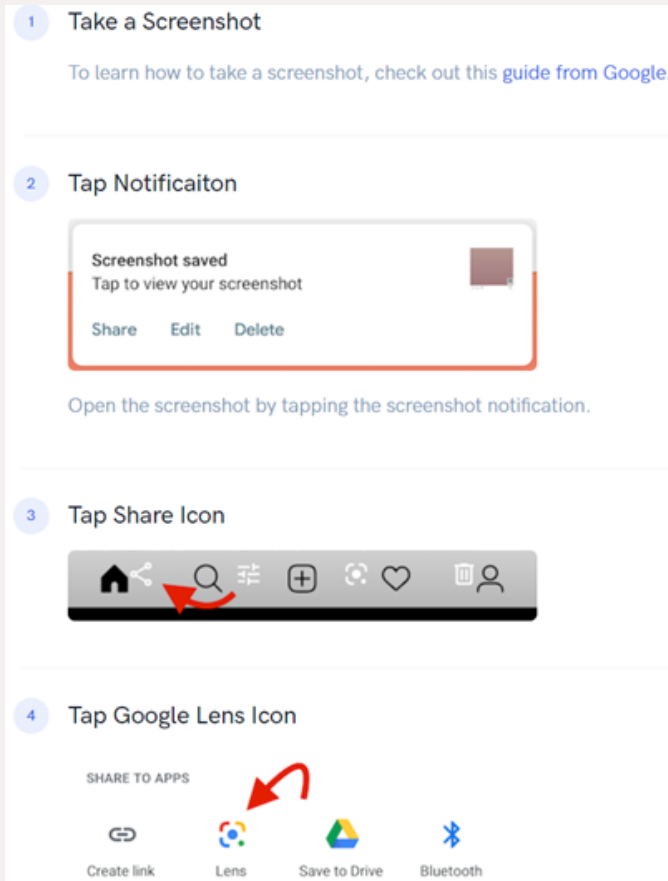 1 Take a Screenshot
To learn how to take a screenshot, check out this guide from Google
2 Tap Notificaiton
Screenshot saved
Tap to view your screenshot
Share Edit Delete
Open the screenshot by tapping the screenshot notification.
3 Tap Share Icon
4 Tap Google Lens Icon
SHARE TO APPS
Create link Lens Save to Drive Bluetooth